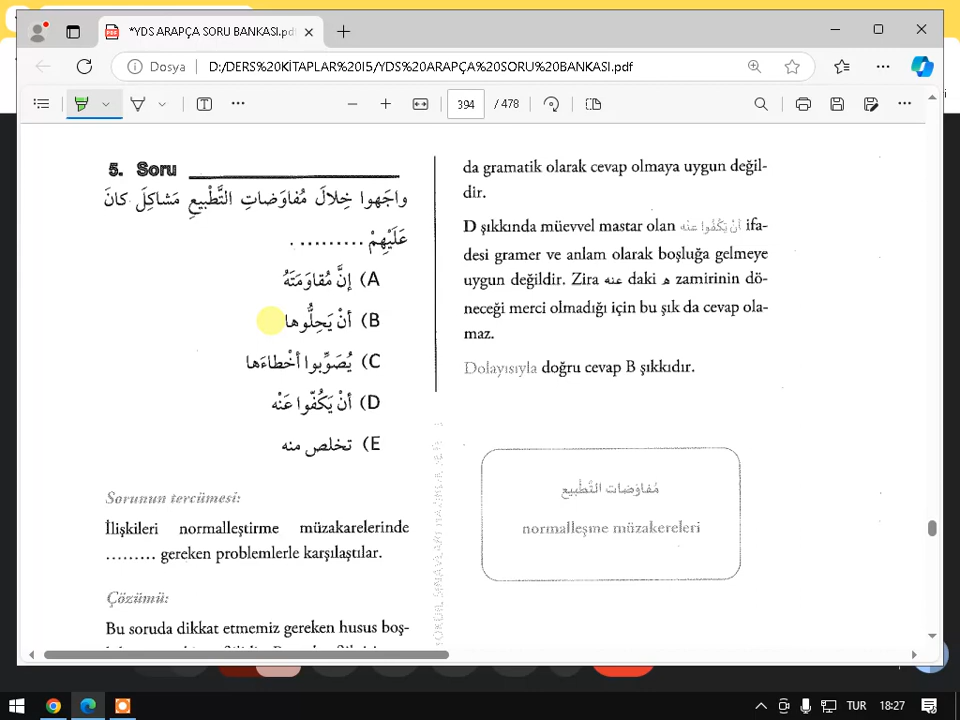 *YDS ARAPÇA SORU BANKASI.pd
Dosya
D:/DERS%20KİTAPLAR%20I5/YDS%20ARAPÇA%20SORU%20BANKASI.pdf
394
/ 478
5. Soru
واجَهوا خِلالَ مُفاوَضاتِ التَّطْبيعِ مَشاكِلَ كانَ
عَلَيْهِمْ ......... .
A) إنَّ مُقاوَمَتَهُ
B) أنْ يَحِلُّوها
C) يُصَوِّبوا أخْطاءَها
D) أنْ يَكُفّوا عَنْه
E) تخلص منه
Sorunun tercümesi:
İlişkileri normalleştirme müzakarelerinde
......... gereken problemlerle karşılaştılar.
Çözümü:
Bu soruda dikkat etmemiz gereken husus boş-
da gramatik olarak cevap olmaya uygun değil-
dir.
D şıkkında müevvel mastar olan أنْ يَكُفُّوا عنْه ifa-
desi gramer ve anlam olarak boşluğa gelmeye
uygun değildir. Zira عنه daki ه zamirinin dö-
neceği merci olmadığı için bu şık da cevap ola-
maz.
Dolayısıyla doğru cevap B şıkkıdır.
مُفاوَضات التَّطْبيع
normalleşme müzakereleri
TUR
18:27